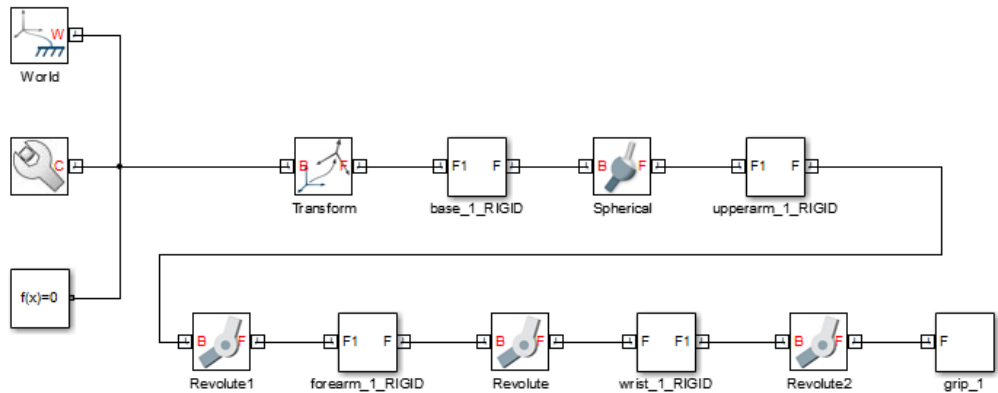 W
World
C
B F
F1 F
B F
F1 F
Transform
base_1_RIGID
Spherical
upperarm_1_RIGID
f(x)=0
B F
F1 F
B F
F F1
B F
F
Revolute1
forearm_1_RIGID
Revolute
wrist_1_RIGID
Revolute2
grip_1